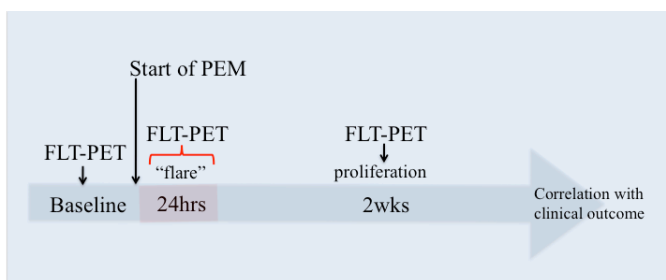 Start of PEM
FLT-PET
FLT-PET
FLT-PET
“flare”
proliferation
Baseline
24hrs
2wks
Correlation with
clinical outcome